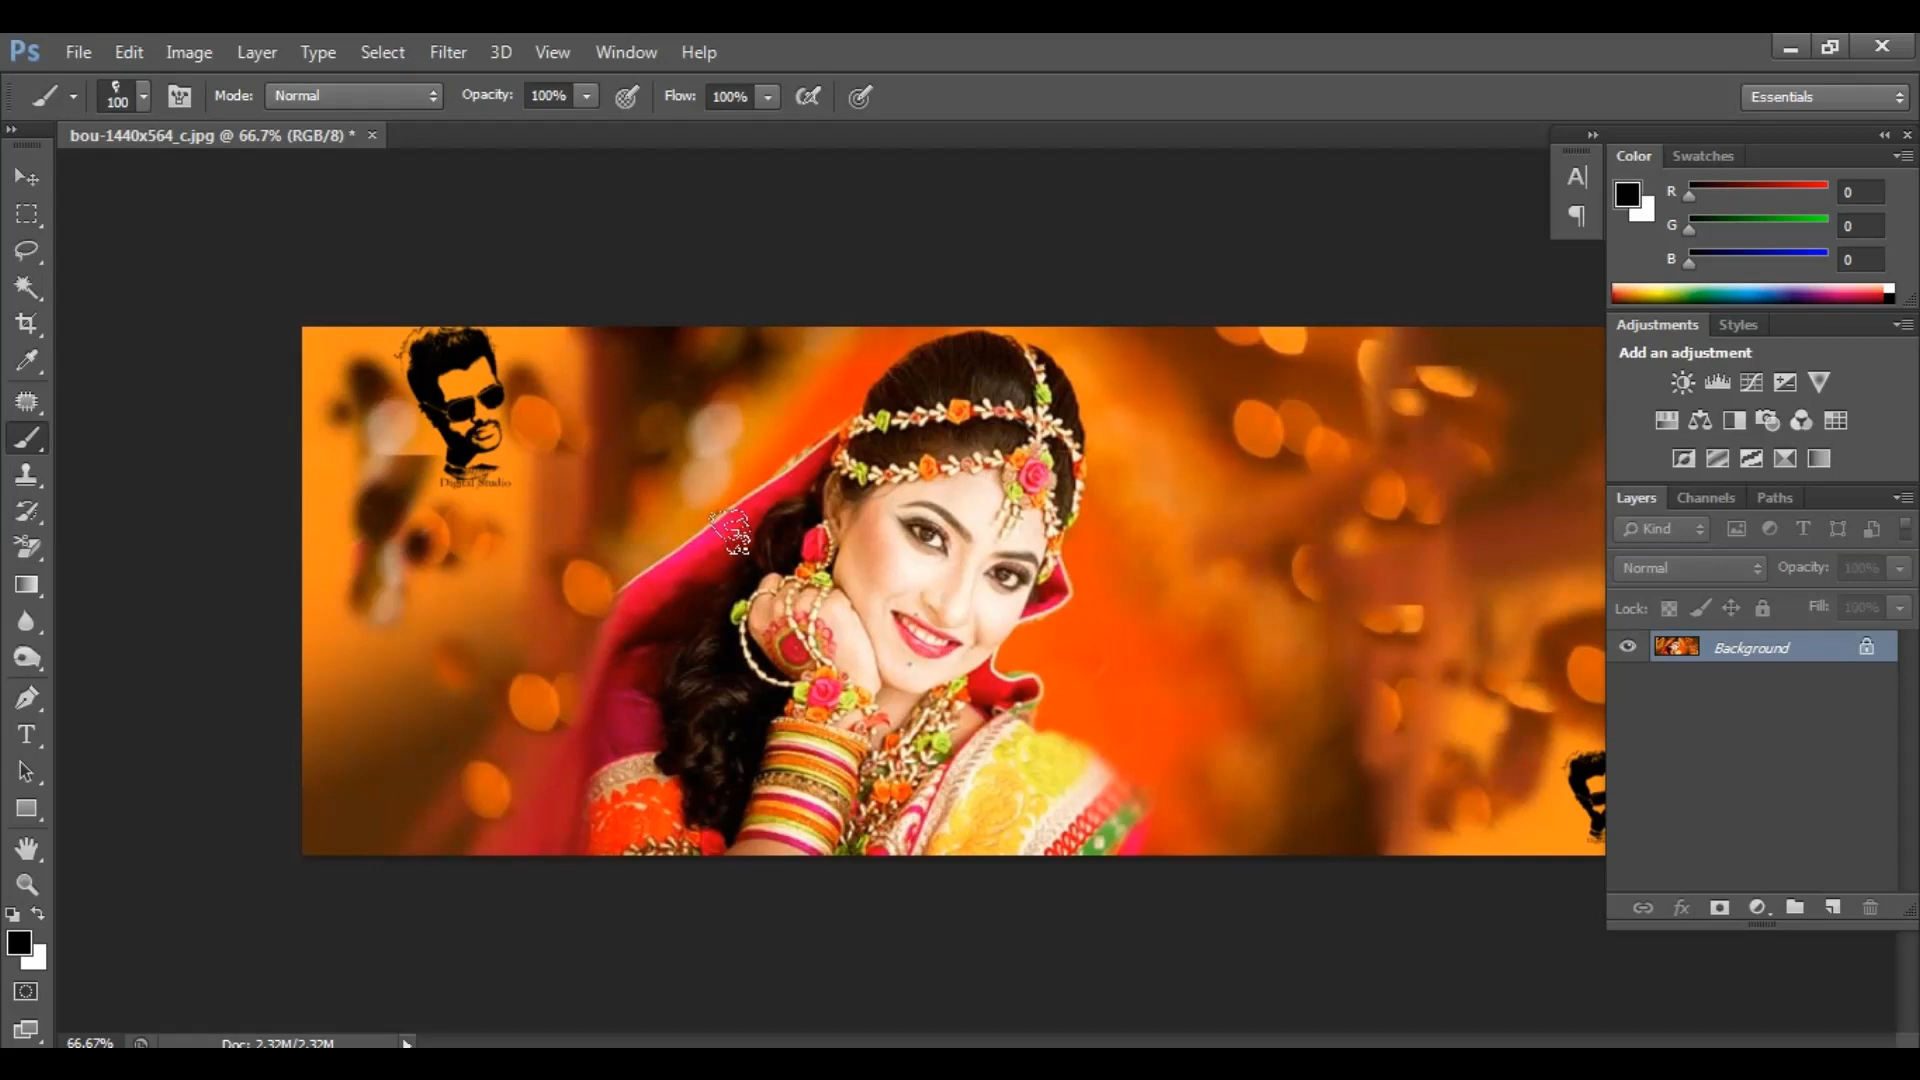 Ps File Edit Image Layer Type Select Filter 3D View Window Help
100 Mode: Normal Opacity: 100% Flow: 100% Essentials
bou-1440x564_c.jpg @ 66.7% (RGB/8) *
Color Swatches
R 0
G 0
B 0
Adjustments Styles
Add an adjustment
Layers Channels Paths
Kind
Normal Opacity: 100%
Lock: Fill: 100%
Background
Digital Studio
66.67% Doc: 2.32M/2.32M